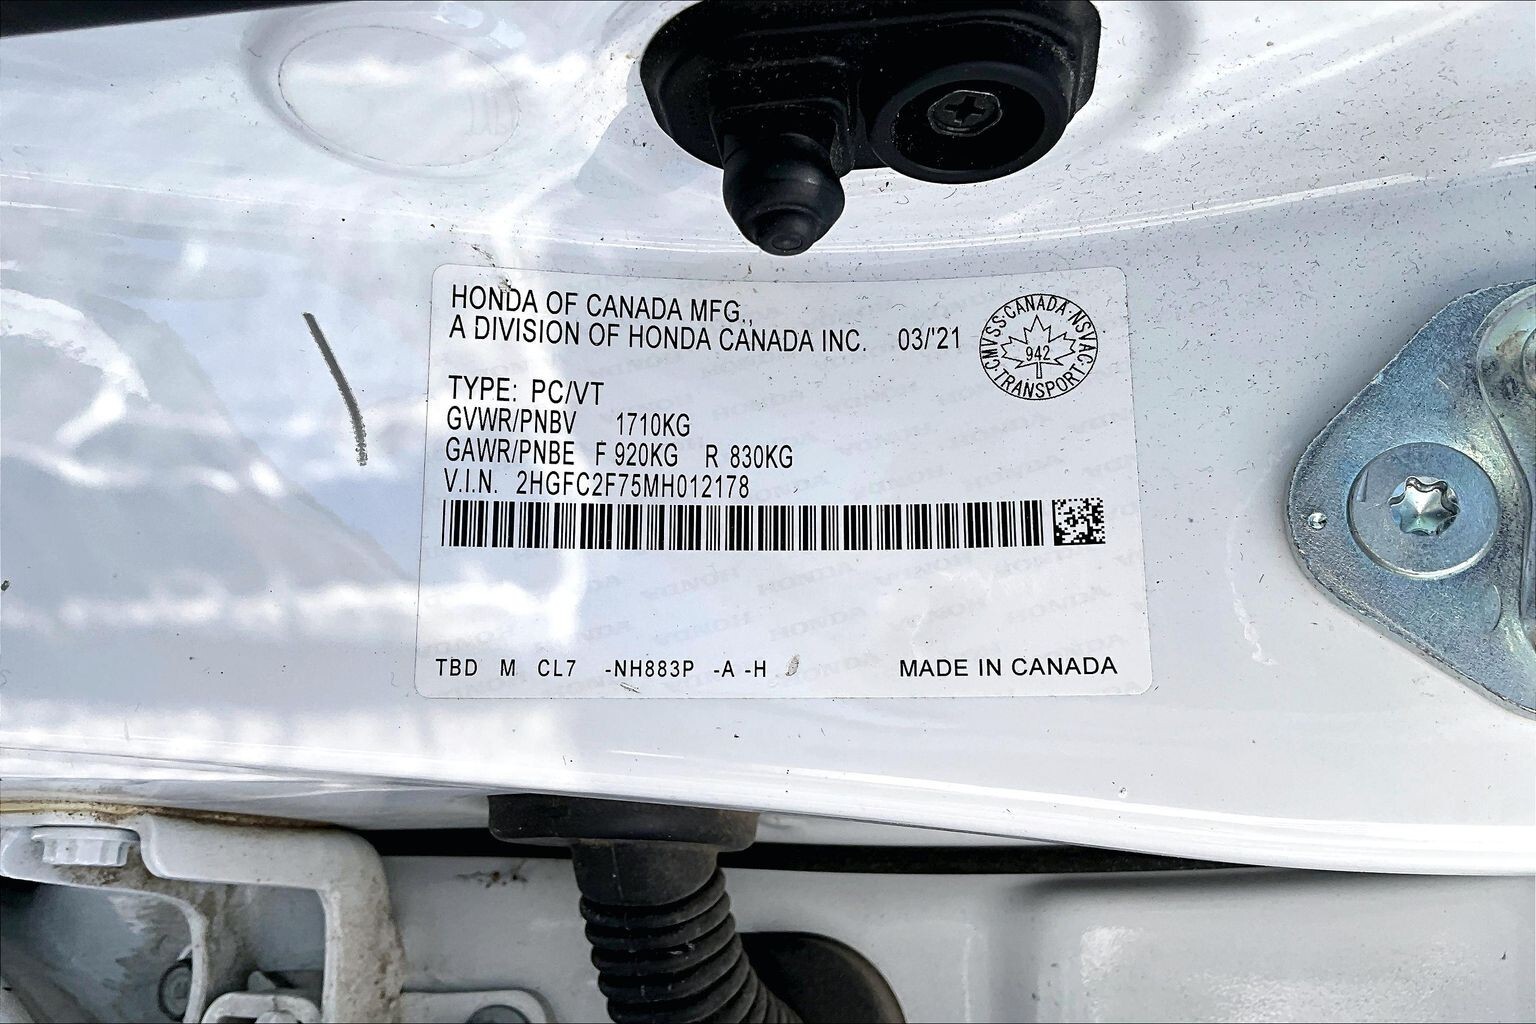 HONDA OF CANADA MFG.,
A DIVISION OF HONDA CANADA INC. 03/'21
CMVSS·CANADA·NSVAC·TRANSPORT·
942
TYPE: PC/VT
GVWR/PNBV 1710KG
GAWR/PNBE F 920KG R 830KG
V.I.N. 2HGFC2F75MH012178
TBD M CL7 -NH883P -A -H
MADE IN CANADA